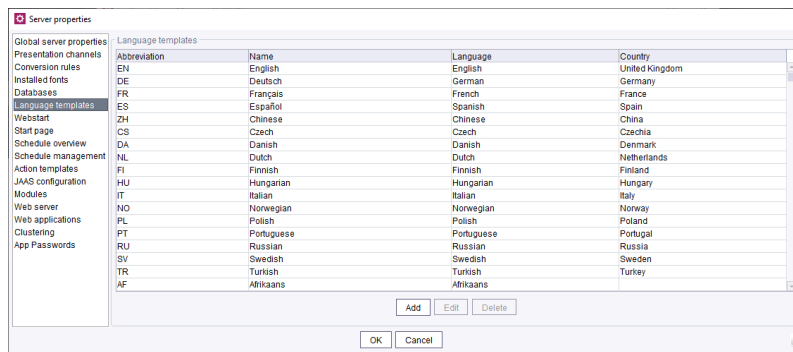 Server properties
Global server properties
Presentation channels
Conversion rules
Installed fonts
Databases
Language templates
Webstart
Start page
Schedule overview
Schedule management
Action templates
JAAS configuration
Modules
Web server
Web applications
Clustering
App Passwords
Language templates
Abbreviation Name Language Country
EN English English United Kingdom
DE Deutsch German Germany
FR Français French France
ES Español Spanish Spain
ZH Chinese Chinese China
CS Czech Czech Czechia
DA Danish Danish Denmark
NL Dutch Dutch Netherlands
FI Finnish Finnish Finland
HU Hungarian Hungarian Hungary
IT Italian Italian Italy
NO Norwegian Norwegian Norway
PL Polish Polish Poland
PT Portuguese Portuguese Portugal
RU Russian Russian Russia
SV Swedish Swedish Sweden
TR Turkish Turkish Turkey
AF Afrikaans Afrikaans
Add Edit Delete
OK Cancel